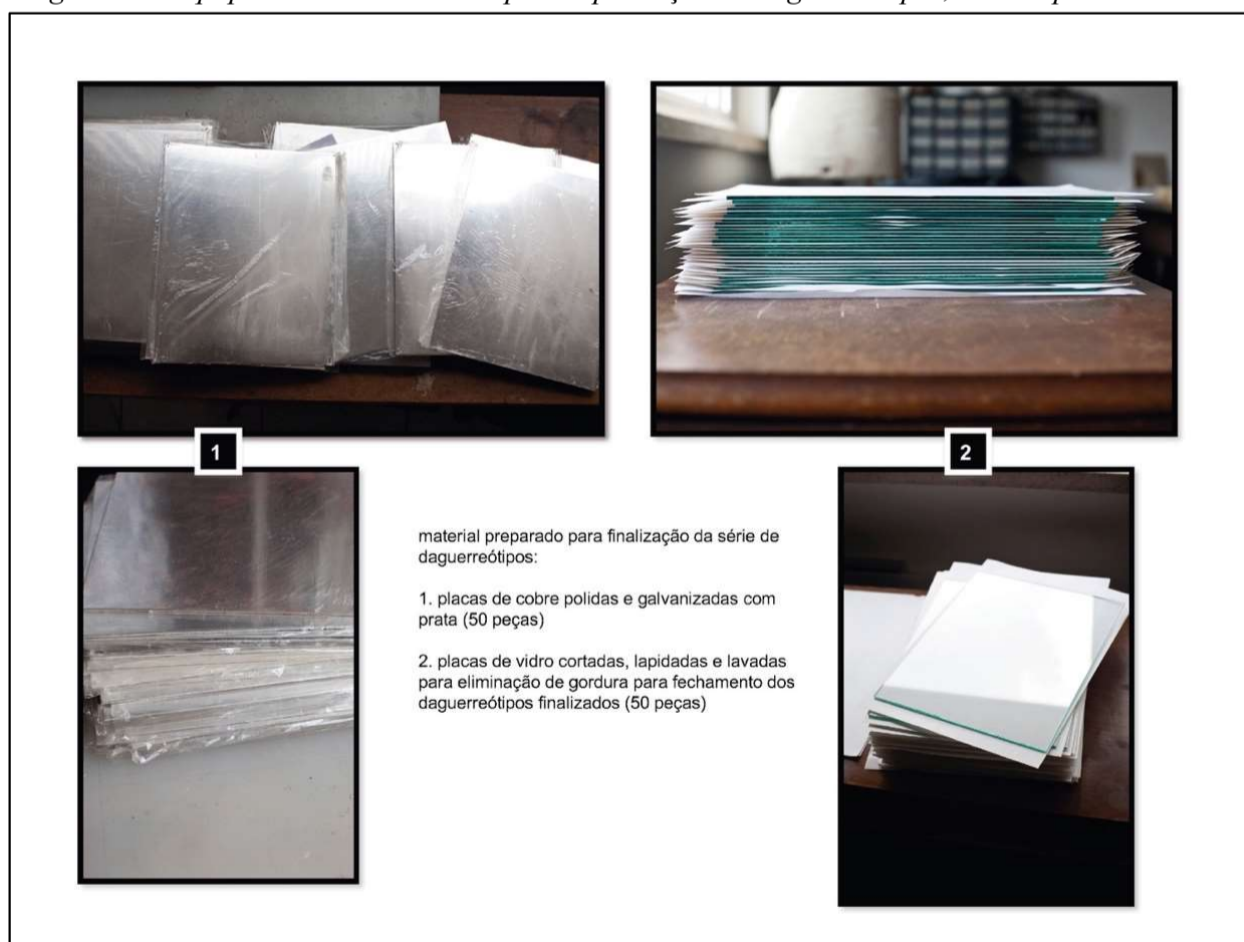 1
2
material preparado para finalização da série de
daguerreótipos:
1. placas de cobre polidas e galvanizadas com
prata (50 peças)
2. placas de vidro cortadas, lapidadas e lavadas
para eliminação de gordura para fechamento dos
daguerreótipos finalizados (50 peças)